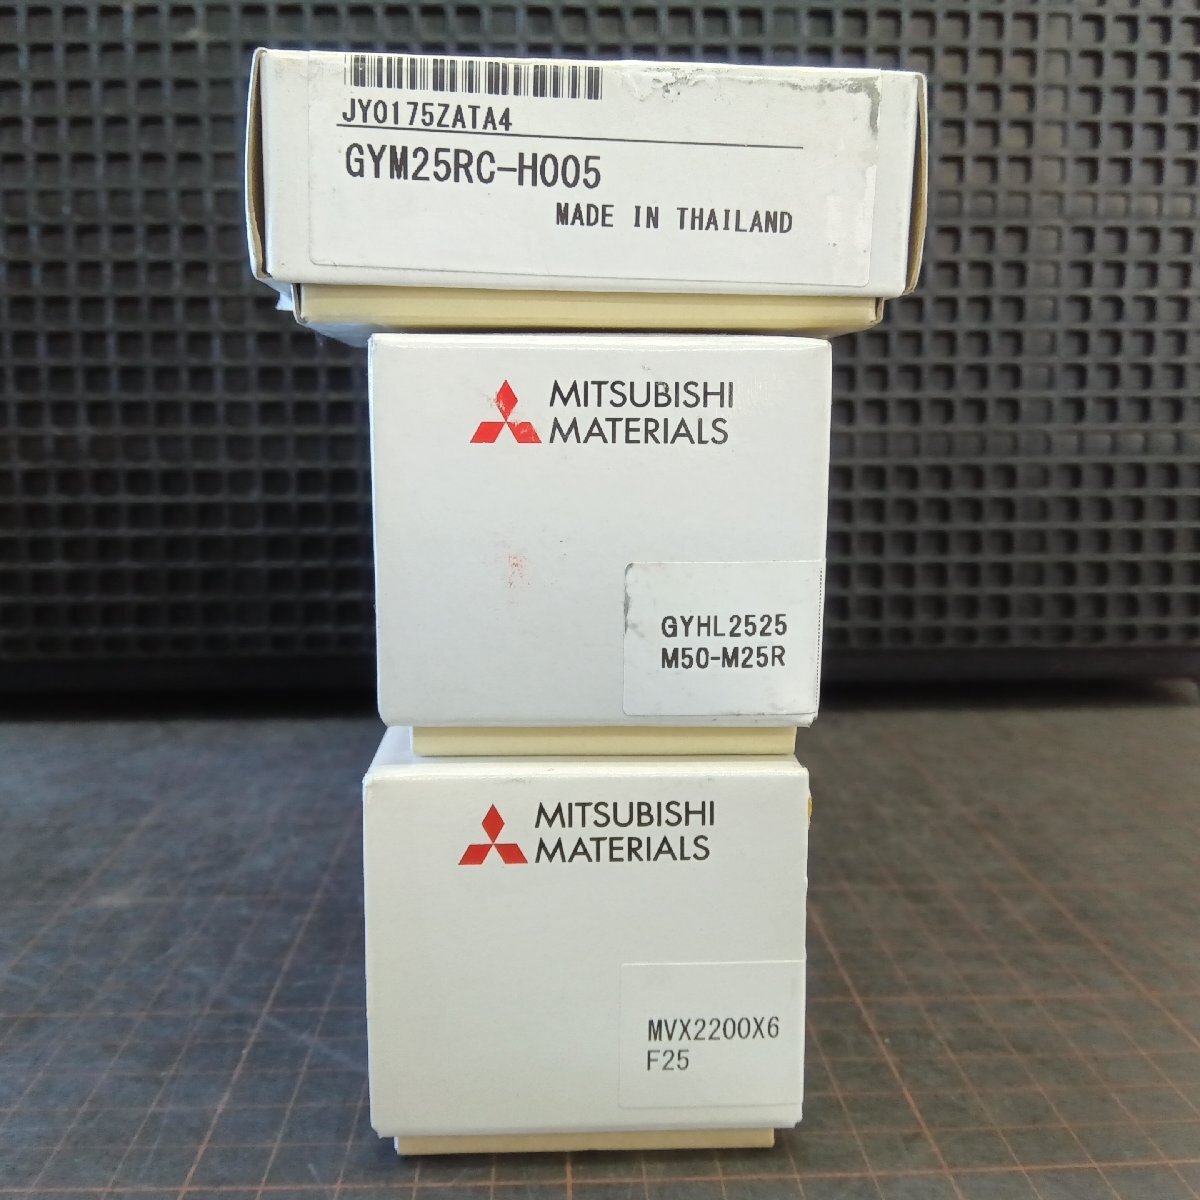 JY0175ZATA4
GYM25RC-H005
MADE IN THAILAND
MITSUBISHI
MATERIALS
GYHL2525
M50-M25R
MITSUBISHI
MATERIALS
MVX2200X6
F25